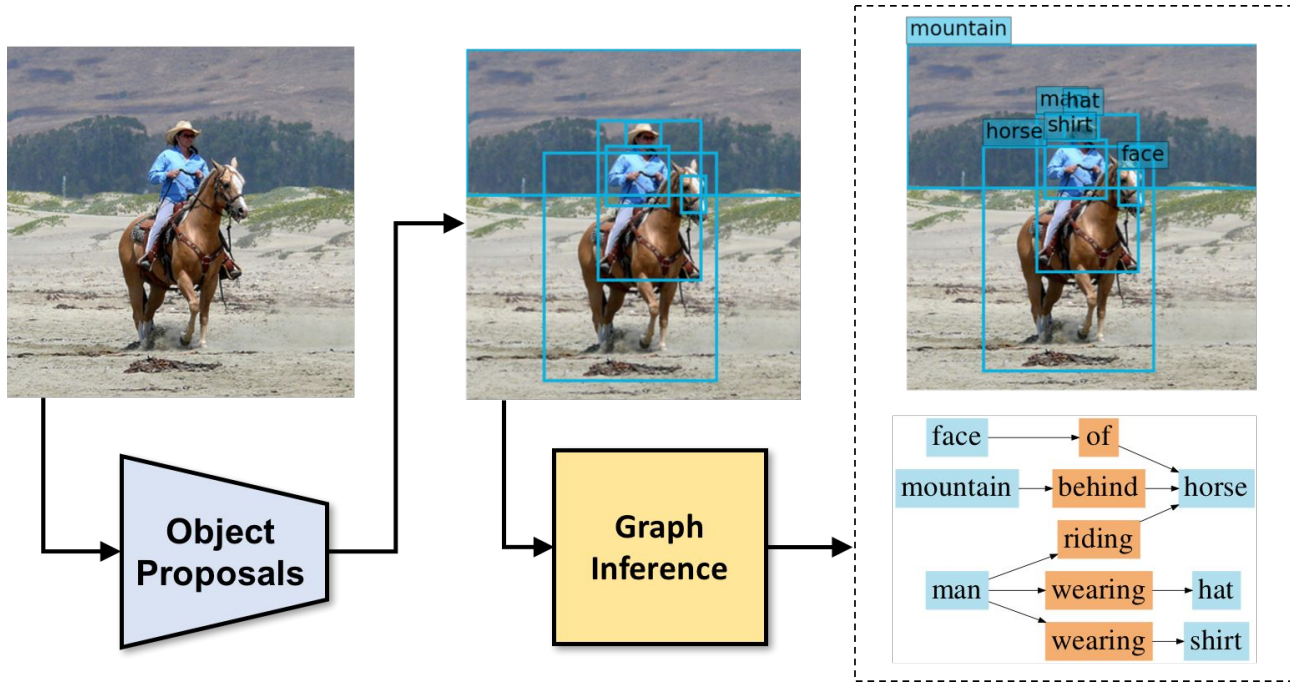 Object
Proposals
Graph
Inference
mountain
man
hat
shirt
horse
face
face of
mountain behind horse
riding
man wearing hat
wearing shirt